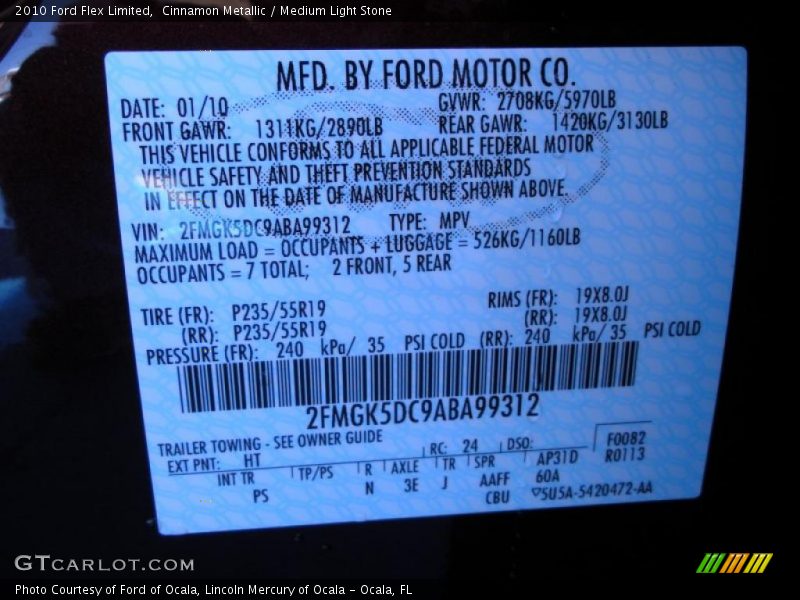 2010 Ford Flex Limited, Cinnamon Metallic / Medium Light Stone
MFD. BY FORD MOTOR CO.
DATE: 01/10 GVWR: 2708KG/5970LB
FRONT GAWR: 1311KG/2890LB REAR GAWR: 1420KG/3130LB
THIS VEHICLE CONFORMS TO ALL APPLICABLE FEDERAL MOTOR
VEHICLE SAFETY AND THEFT PREVENTION STANDARDS
IN EFFECT ON THE DATE OF MANUFACTURE SHOWN ABOVE.
VIN: 2FMGK5DC9ABA99312 TYPE: MPV
MAXIMUM LOAD = OCCUPANTS + LUGGAGE = 526KG/1160LB
OCCUPANTS = 7 TOTAL; 2 FRONT, 5 REAR
TIRE (FR): P235/55R19 RIMS (FR): 19X8.0J
(RR): P235/55R19 (RR): 19X8.0J
PRESSURE (FR): 240 kPa/ 35 PSI COLD (RR): 240 kPa/ 35 PSI COLD
2FMGK5DC9ABA99312
TRAILER TOWING - SEE OWNER GUIDE RC: 24 DSO: F0082
EXT PNT: HT R0113
INT TR TP/PS R AXLE TR SPR AP31D
PS N 3E J AAFF 60A
CBU ▽5U5A-5420472-AA
GTCARLOT.COM
Photo Courtesy of Ford of Ocala, Lincoln Mercury of Ocala - Ocala, FL